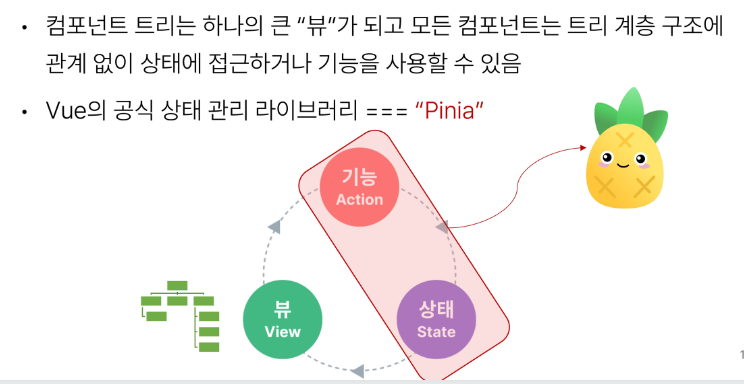 • 컴포넌트 트리는 하나의 큰 “뷰”가 되고 모든 컴포넌트는 트리 계층 구조에
관계 없이 상태에 접근하거나 기능을 사용할 수 있음
• Vue의 공식 상태 관리 라이브러리 === “Pinia”
기능
Action
뷰
View
상태
State
1